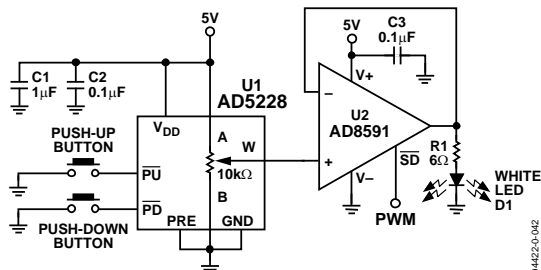 5V
C3
0.1µF
5V
C1
1µF
C2
0.1µF
U1
AD5228
V+
U2
AD8591
VDD
A
W
10kΩ
B
PUSH-UP
BUTTON
PU
PD
PUSH-DOWN
BUTTON
PRE
GND
–
+
SD
V–
PWM
R1
6Ω
WHITE
LED
D1
04422-0-042